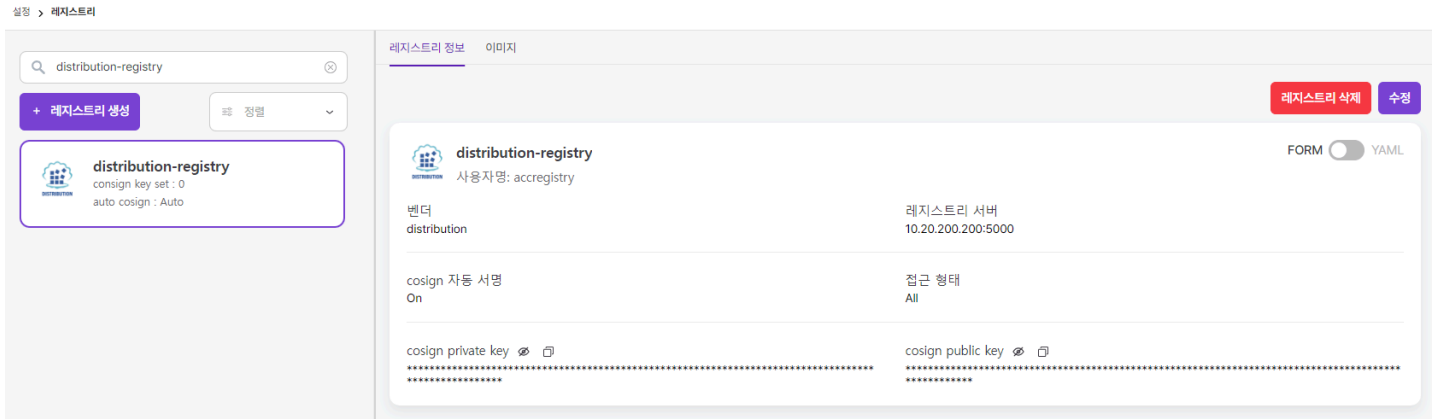 설정 > 레지스트리
distribution-registry
+ 레지스트리 생성
정렬
DISTRIBUTION
distribution-registry
consign key set : 0
auto cosign : Auto
레지스트리 정보 이미지
레지스트리 삭제 수정
DISTRIBUTION
distribution-registry
사용자명: accregistry
FORM YAML
벤더
distribution
레지스트리 서버
10.20.200.200:5000
cosign 자동 서명
On
접근 형태
All
cosign private key
***********************************************************************************
*****************
cosign public key
****************************************************************************************
************